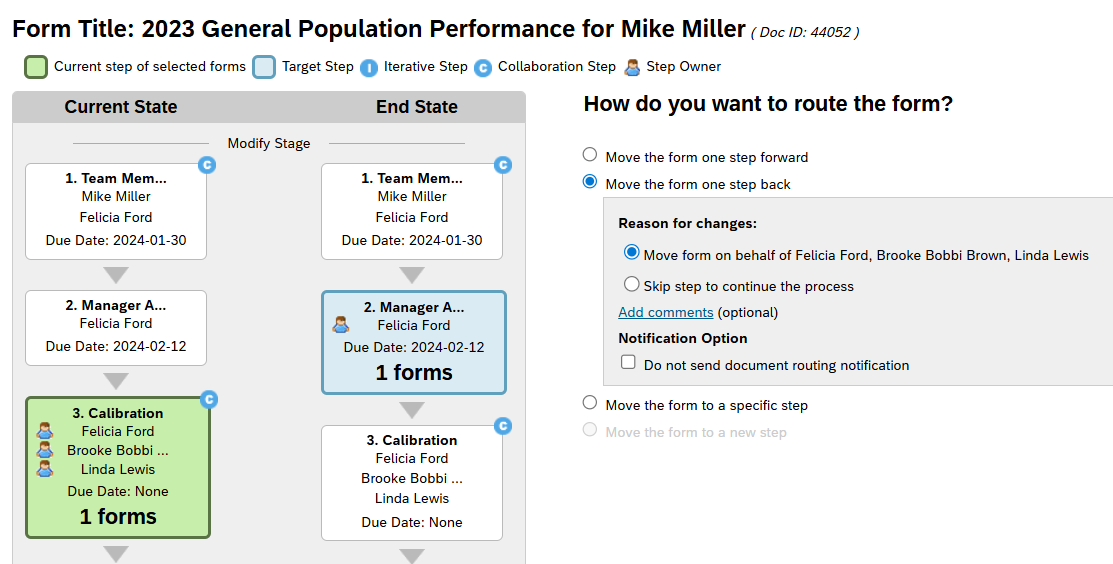 Form Title: 2023 General Population Performance for Mike Miller ( Doc ID: 44052 )
Current step of selected forms Target Step I Iterative Step C Collaboration Step Step Owner
Current State
End State
Modify Stage
C
1. Team Mem...
Mike Miller
Felicia Ford
Due Date: 2024-01-30
2. Manager A...
Felicia Ford
Due Date: 2024-02-12
C
3. Calibration
Felicia Ford
Brooke Bobbi ...
Linda Lewis
Due Date: None
1 forms
C
1. Team Mem...
Mike Miller
Felicia Ford
Due Date: 2024-01-30
2. Manager A...
Felicia Ford
Due Date: 2024-02-12
1 forms
C
3. Calibration
Felicia Ford
Brooke Bobbi ...
Linda Lewis
Due Date: None
How do you want to route the form?
Move the form one step forward
Move the form one step back
Reason for changes:
Move form on behalf of Felicia Ford, Brooke Bobbi Brown, Linda Lewis
Skip step to continue the process
Add comments (optional)
Notification Option
Do not send document routing notification
Move the form to a specific step
Move the form to a new step